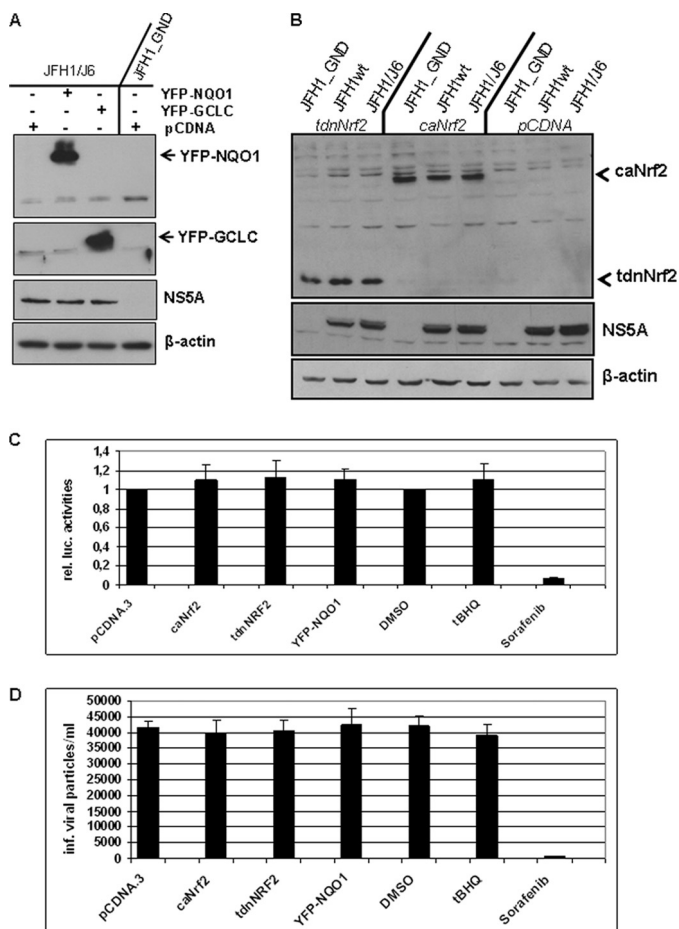 A
JFH1/J6
JFH1_GND
- + - - YFP-NQO1
- - + - YFP-GCLC
+ - - + pCDNA
YFP-NQO1
YFP-GCLC
NS5A
β-actin
B
JFH1_GND
JFH1wt
JFH1/J6
JFH1_GND
JFH1wt
JFH1/J6
JFH1_GND
JFH1wt
JFH1/J6
tdnNrf2 caNrf2 pCDNA
caNrf2
tdnNrf2
NS5A
β-actin
C
rel. luc. activities
1,4
1,2
1
0,8
0,6
0,4
0,2
0
pCDNA.3
caNrf2
tdnNRF2
YFP-NQO1
DMSO
tBHQ
Sorafenib
D
inf. viral particles/ml
50000
45000
40000
35000
30000
25000
20000
15000
10000
5000
0
pCDNA.3
caNrf2
tdnNRF2
YFP-NQO1
DMSO
tBHQ
Sorafenib